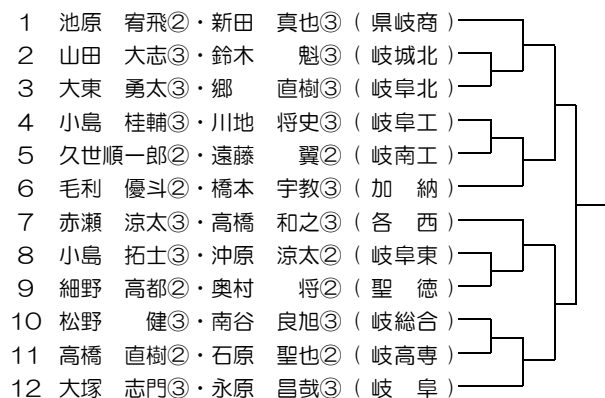 1 池原 宥飛②・新田 真也③ ( 県岐商 )
2 山田 大志③・鈴木 魁③ ( 岐城北 )
3 大東 勇太③・郷 直樹③ ( 岐阜北 )
4 小島 桂輔③・川地 将史③ ( 岐阜工 )
5 久世順一郎②・遠藤 翼② ( 岐南工 )
6 毛利 優斗②・橋本 宇教③ ( 加 納 )
7 赤瀬 涼太③・高橋 和之③ ( 各 西 )
8 小島 拓士③・沖原 涼太② ( 岐阜東 )
9 細野 高都②・奥村 将② ( 聖 徳 )
10 松野 健③・南谷 良旭③ ( 岐総合 )
11 高橋 直樹②・石原 聖也② ( 岐高専 )
12 大塚 志門③・永原 昌哉③ ( 岐 阜 )